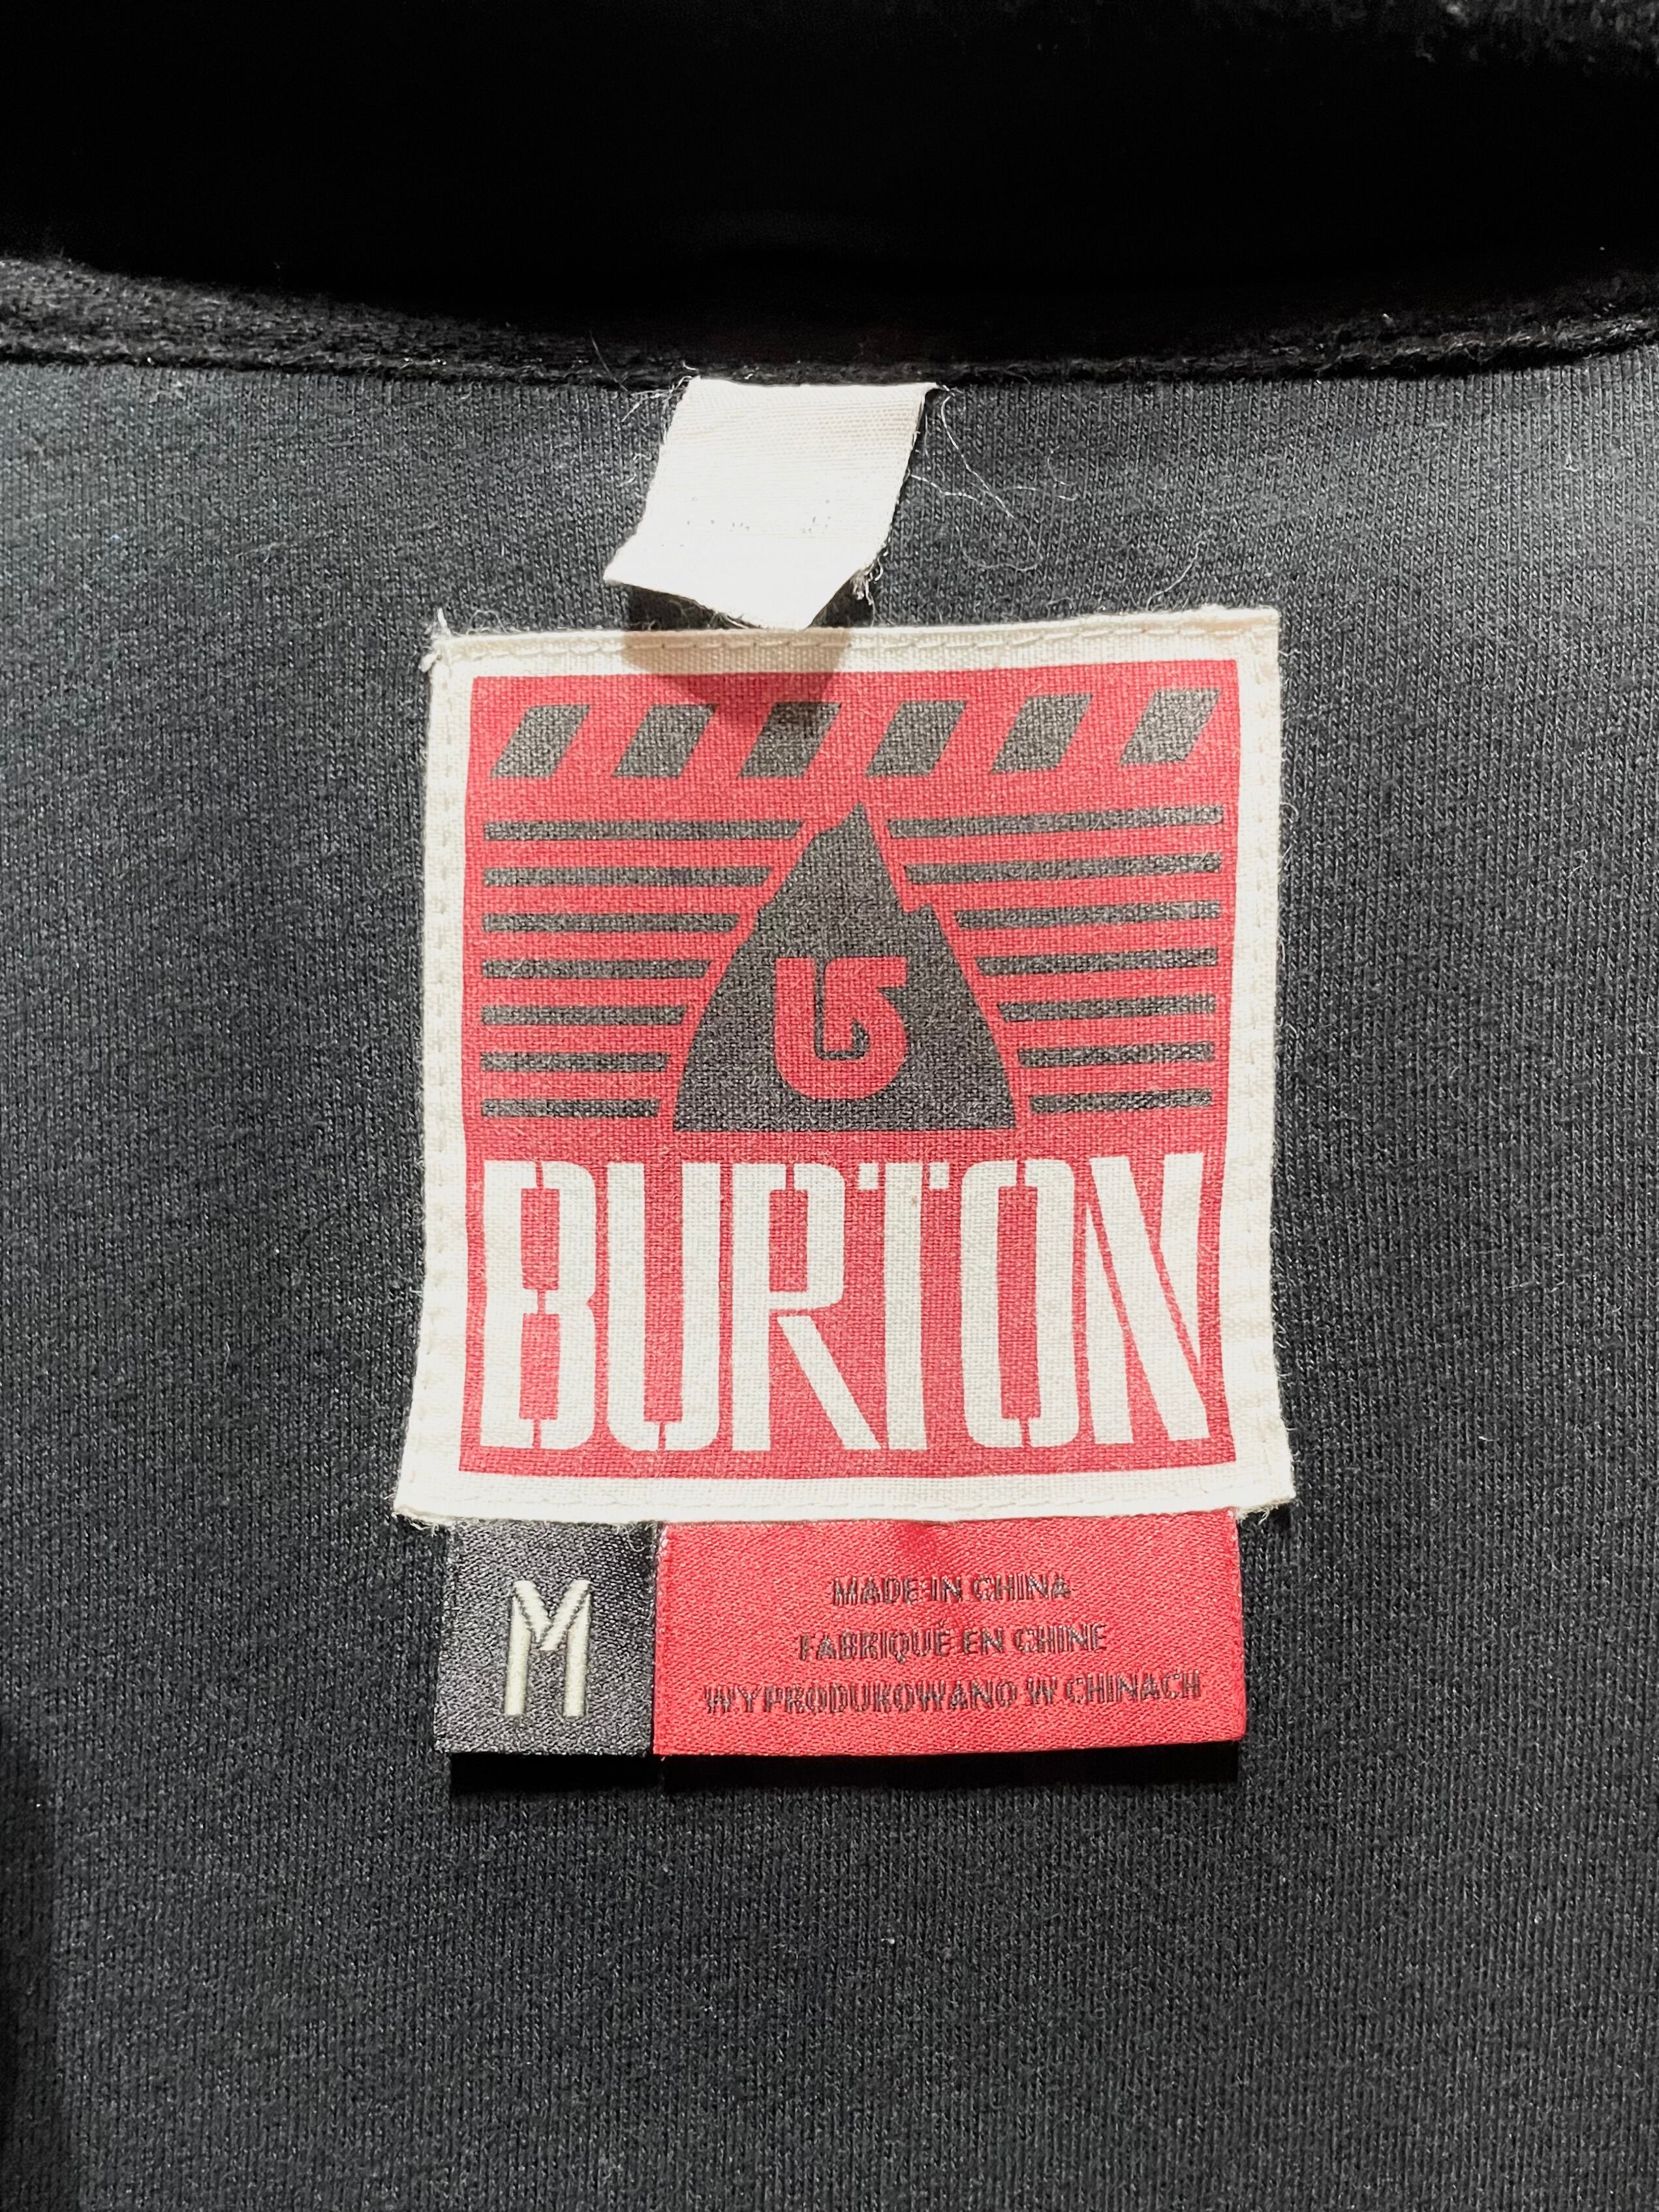 BURTON
M
MADE IN CHINA
FABRIQUÉ EN CHINE
WYPRODUKOWANO W CHINACH